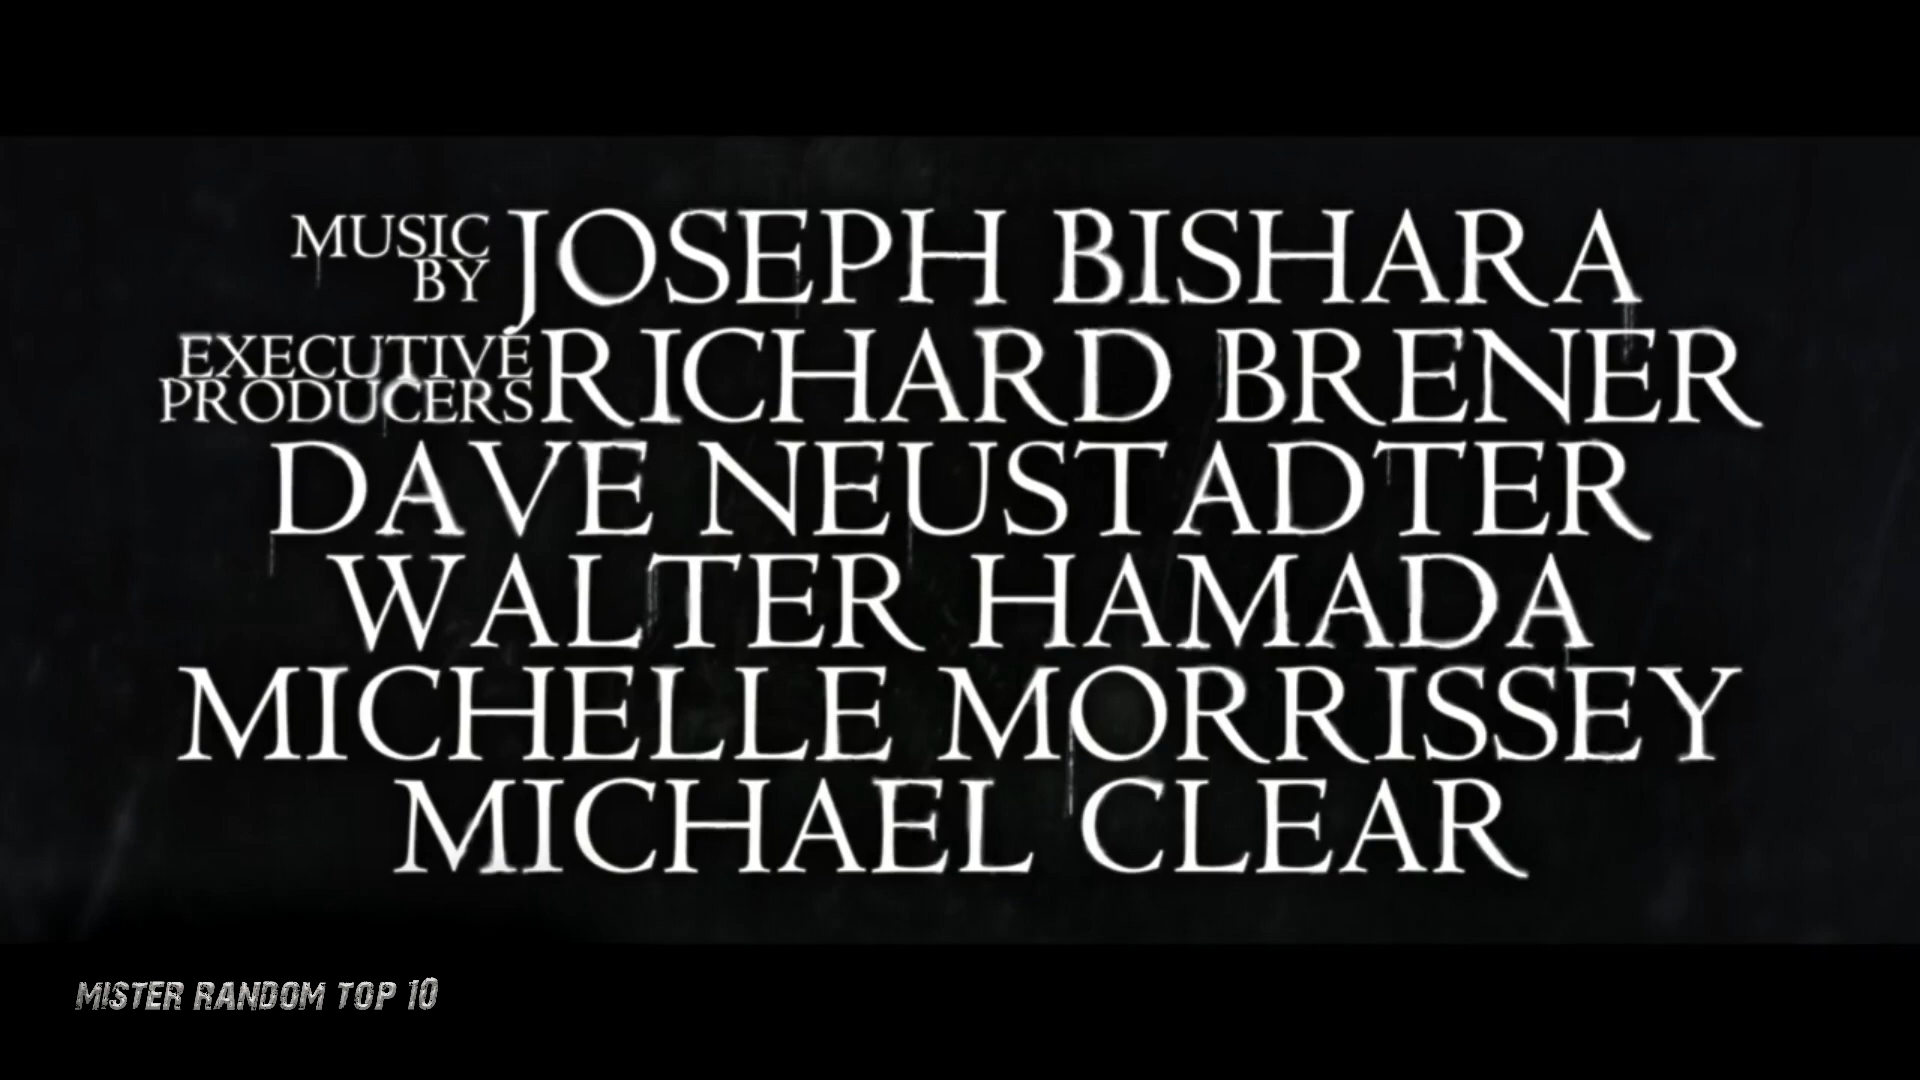 MUSIC BY JOSEPH BISHARA
EXECUTIVE PRODUCERS RICHARD BRENER
DAVE NEUSTADTER
WALTER HAMADA
MICHELLE MORRISSEY
MICHAEL CLEAR
MISTER RANDOM TOP 10